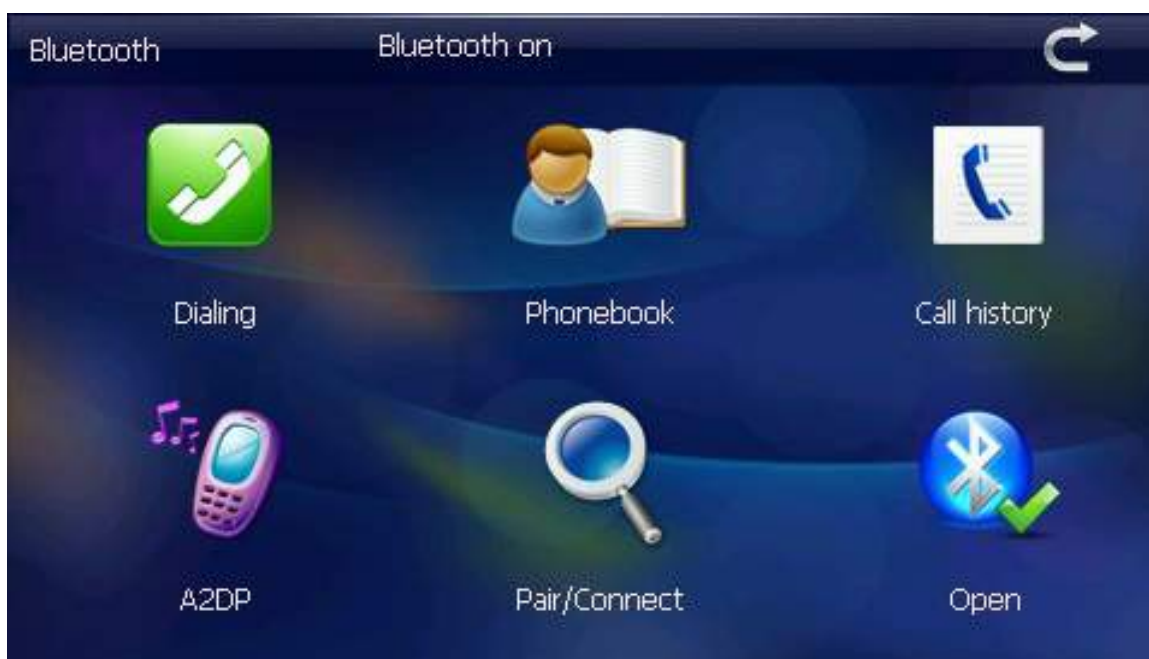 Bluetooth Bluetooth on
Dialing Phonebook Call history
A2DP Pair/Connect Open